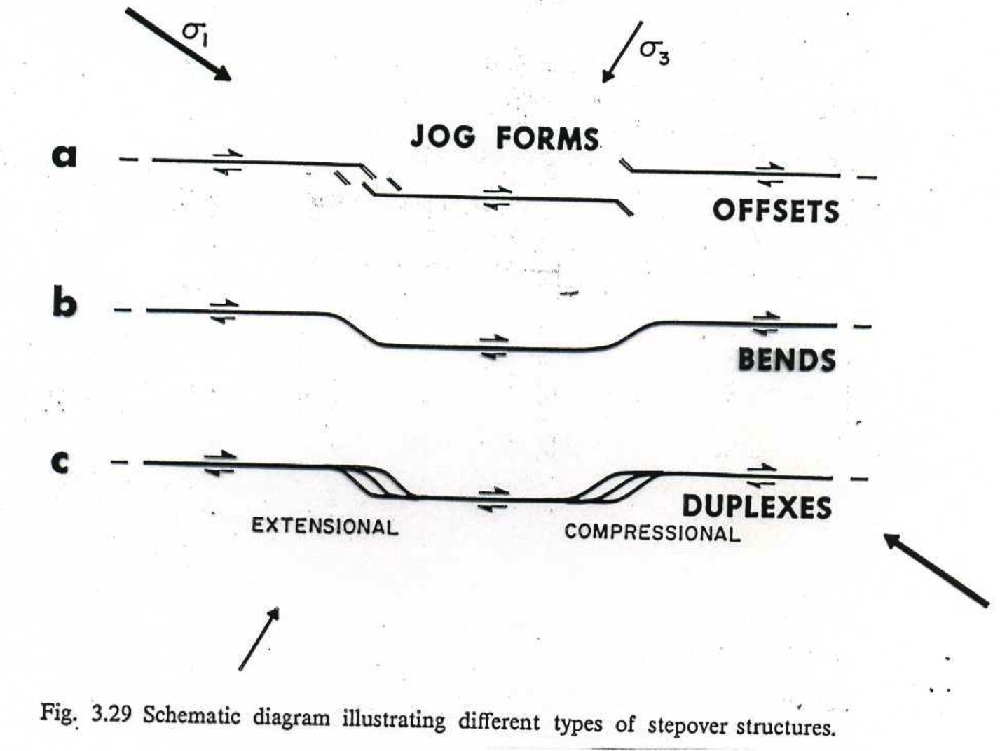 σ1
σ3
JOG FORMS
a
OFFSETS
b
BENDS
c
DUPLEXES
EXTENSIONAL
COMPRESSIONAL
Fig. 3.29 Schematic diagram illustrating different types of stepover structures.